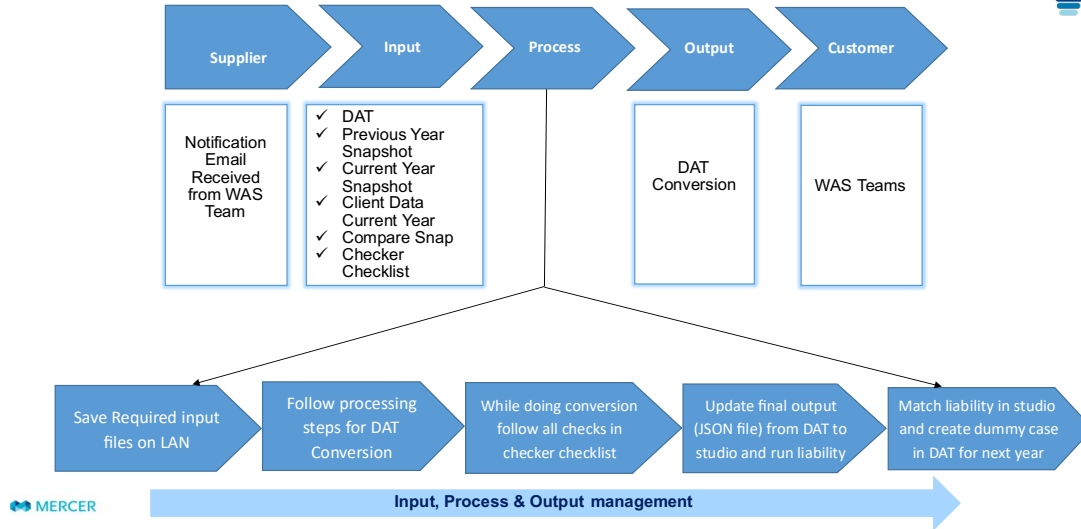 Supplier
Input
Process
Output
Customer
Notification
Email
Received
from WAS
Team
✓ DAT
✓ Previous Year
Snapshot
✓ Current Year
Snapshot
✓ Client Data
Current Year
✓ Compare Snap
✓ Checker
Checklist
DAT
Conversion
WAS Teams
Save Required input
files on LAN
Follow processing
steps for DAT
Conversion
While doing conversion
follow all checks in
checker checklist
Update final output
(JSON file) from DAT to
studio and run liability
Match liability in studio
and create dummy case
in DAT for next year
MERCER
Input, Process & Output management